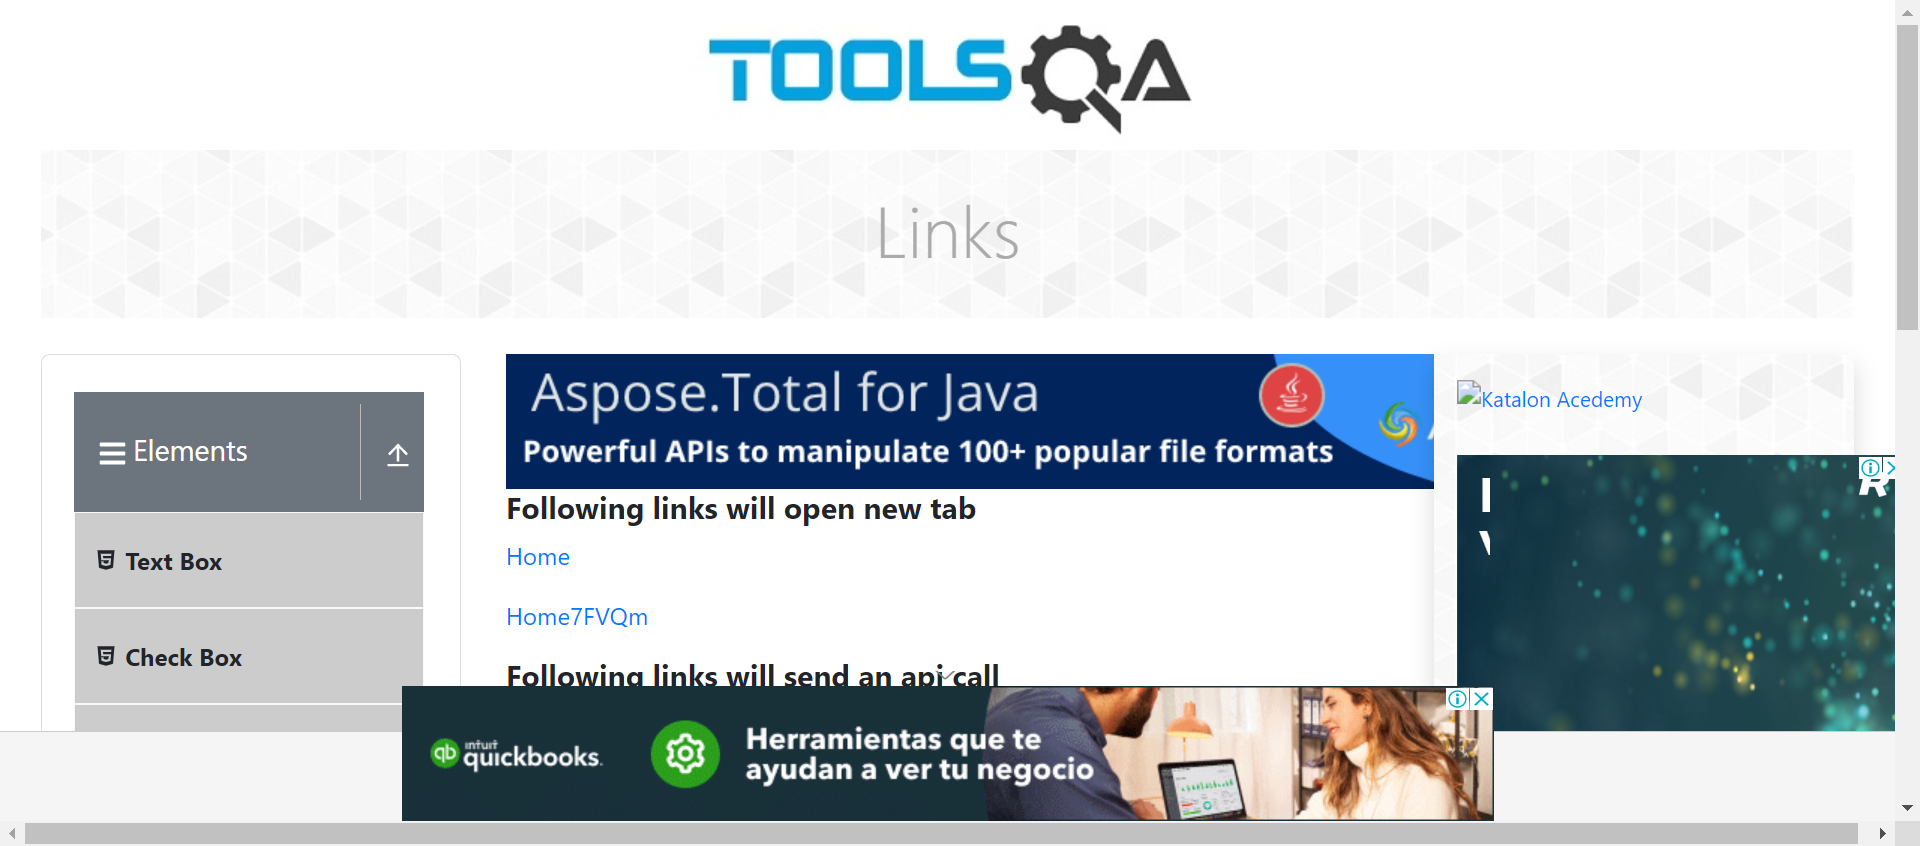 TOOLSQA
Links
Elements
Text Box
Check Box
Aspose.Total for Java
Powerful APIs to manipulate 100+ popular file formats
Following links will open new tab
Home
Home7FVQm
Following links will send an api call
Katalon Acedemy
R
intuit
qb quickbooks.
Herramientas que te
ayudan a ver tu negocio